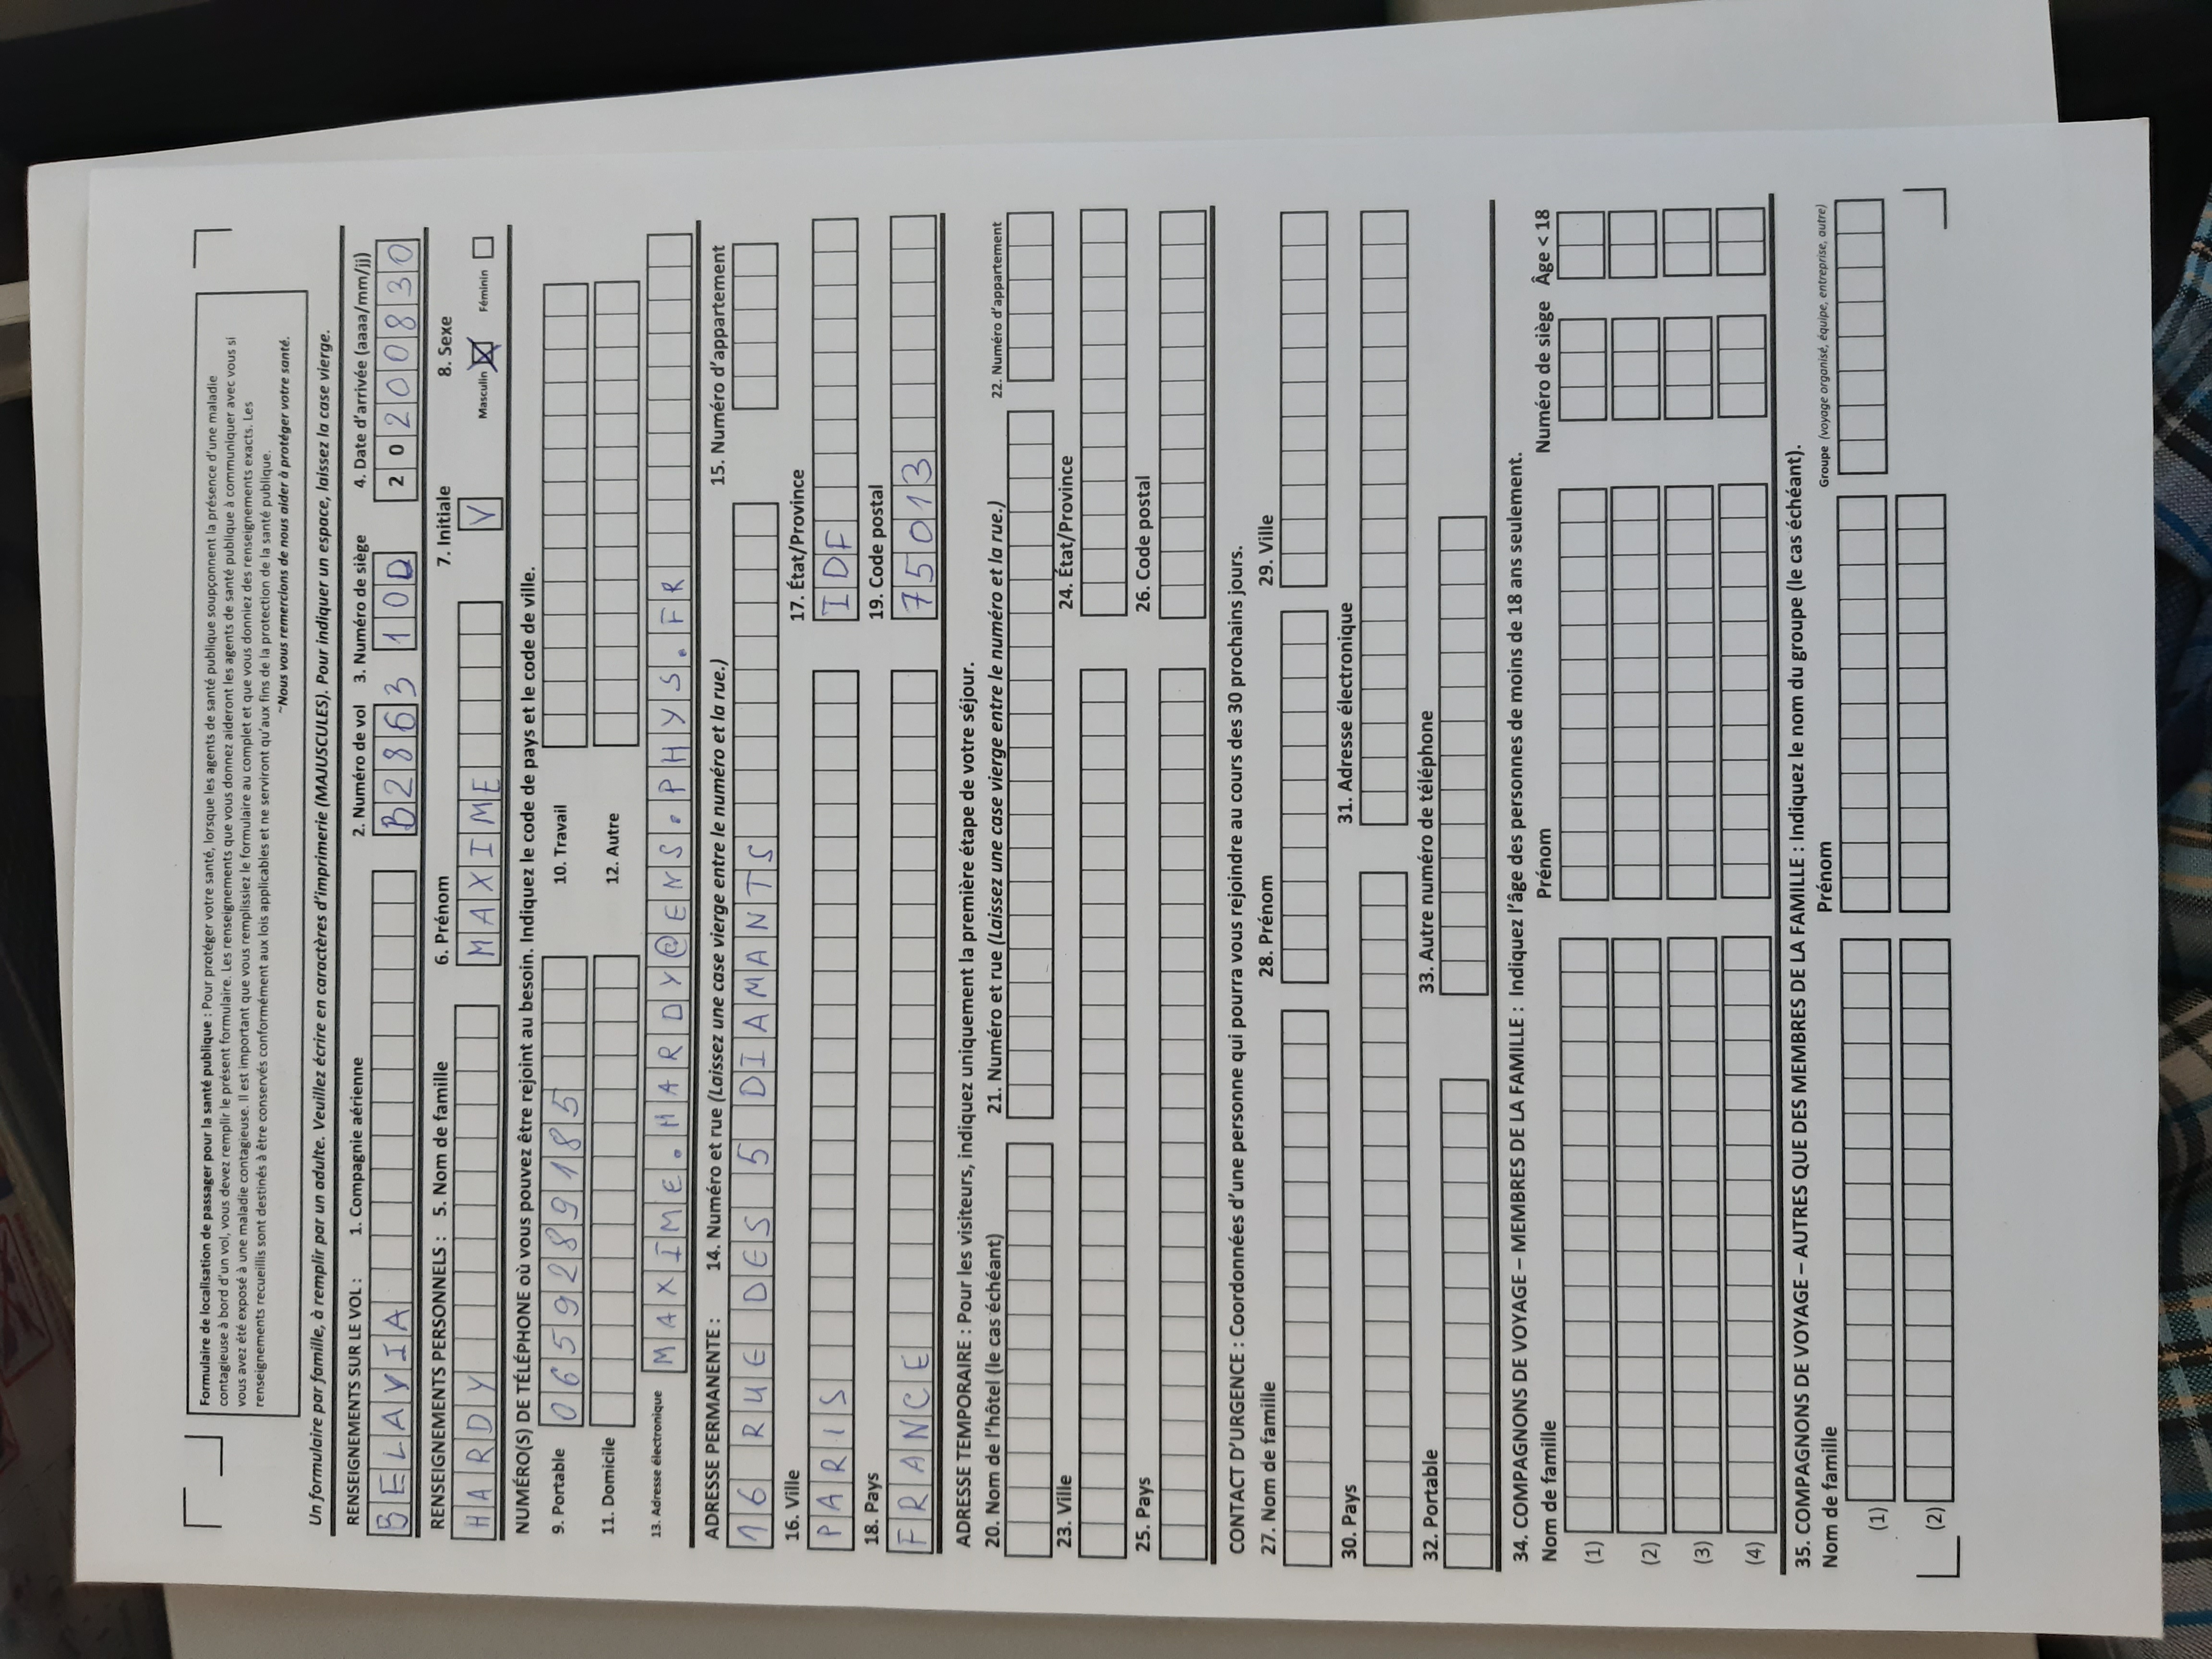 Formulaire de localisation de passager pour la santé publique : Pour protéger votre santé, lorsque les agents de santé publique soupçonnent la présence d'une maladie
contagieuse à bord d'un vol, vous devez remplir le présent formulaire. Les renseignements que vous donnez aideront les agents de santé publique à communiquer avec vous si
vous avez été exposé à une maladie contagieuse. Il est important que vous remplissiez le formulaire au complet et que vous donniez des renseignements exacts. Les
renseignements recueillis sont destinés à être conservés conformément aux lois applicables et ne serviront qu'aux fins de la protection de la santé publique.
~Nous vous remercions de nous aider à protéger votre santé.
Un formulaire par famille, à remplir par un adulte. Veuillez écrire en caractères d'imprimerie (MAJUSCULES). Pour indiquer un espace, laissez la case vierge.
RENSEIGNEMENTS SUR LE VOL : 1. Compagnie aérienne 2. Numéro de vol 3. Numéro de siège 4. Date d'arrivée (aaaa/mm/jj)
BELAVIA B2863 10D 20200830
RENSEIGNEMENTS PERSONNELS : 5. Nom de famille 6. Prénom 7. Initiale 8. Sexe
HARDY MAXIME V Masculin X Féminin
NUMÉRO(S) DE TÉLÉPHONE où vous pouvez être rejoint au besoin. Indiquez le code de pays et le code de ville.
9. Portable 0659289185 10. Travail
11. Domicile 12. Autre
13. Adresse électronique MAXIME.HARDY@ENS.PHYS.FR
ADRESSE PERMANENTE : 14. Numéro et rue (Laissez une case vierge entre le numéro et la rue.) 15. Numéro d'appartement
16 RUE DES 5 DIAMANTS
16. Ville 17. État/Province
PARIS IDF
18. Pays 19. Code postal
FRANCE 75013
ADRESSE TEMPORAIRE : Pour les visiteurs, indiquez uniquement la première étape de votre séjour.
20. Nom de l'hôtel (le cas échéant) 21. Numéro et rue (Laissez une case vierge entre le numéro et la rue.) 22. Numéro d'appartement
23. Ville 24. État/Province
25. Pays 26. Code postal
CONTACT D'URGENCE : Coordonnées d'une personne qui pourra vous rejoindre au cours des 30 prochains jours.
27. Nom de famille 28. Prénom 29. Ville
30. Pays 31. Adresse électronique
32. Portable 33. Autre numéro de téléphone
34. COMPAGNONS DE VOYAGE – MEMBRES DE LA FAMILLE : Indiquez l'âge des personnes de moins de 18 ans seulement.
Nom de famille Prénom Numéro de siège Âge < 18
(1)
(2)
(3)
(4)
35. COMPAGNONS DE VOYAGE – AUTRES QUE DES MEMBRES DE LA FAMILLE : Indiquez le nom du groupe (le cas échéant).
Nom de famille Prénom Groupe (voyage organisé, équipe, entreprise, autre)
(1)
(2)